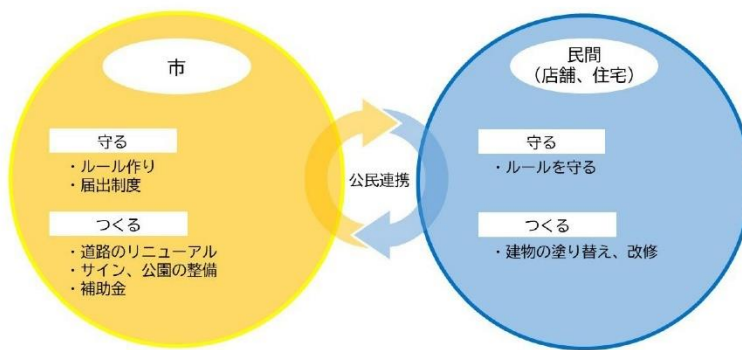 市
守る
・ルール作り
・届出制度
つくる
・道路のリニューアル
・サイン、公園の整備
・補助金
公民連携
民間
（店舗、住宅）
守る
・ルールを守る
つくる
・建物の塗り替え、改修